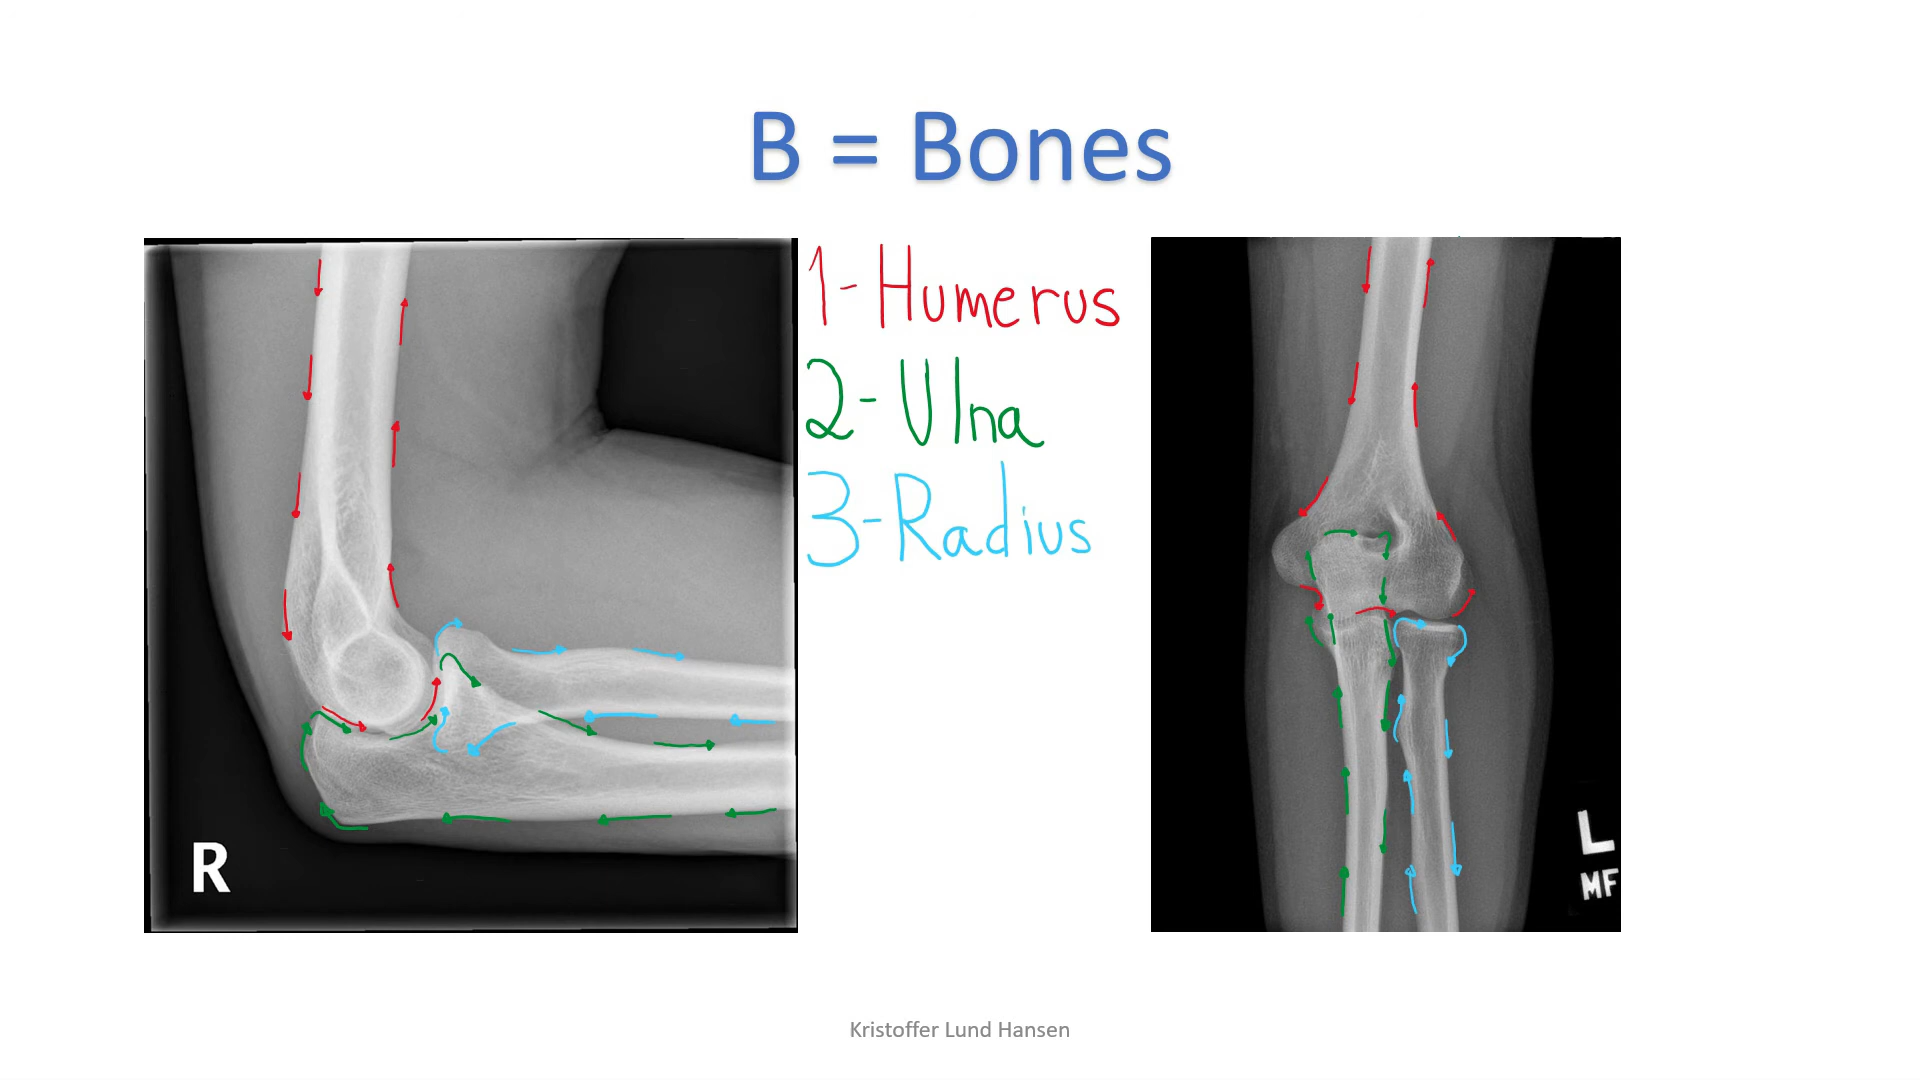 B = Bones
1-Humerus
2-Ulna
3-Radius
R
L
MF
Kristoffer Lund Hansen